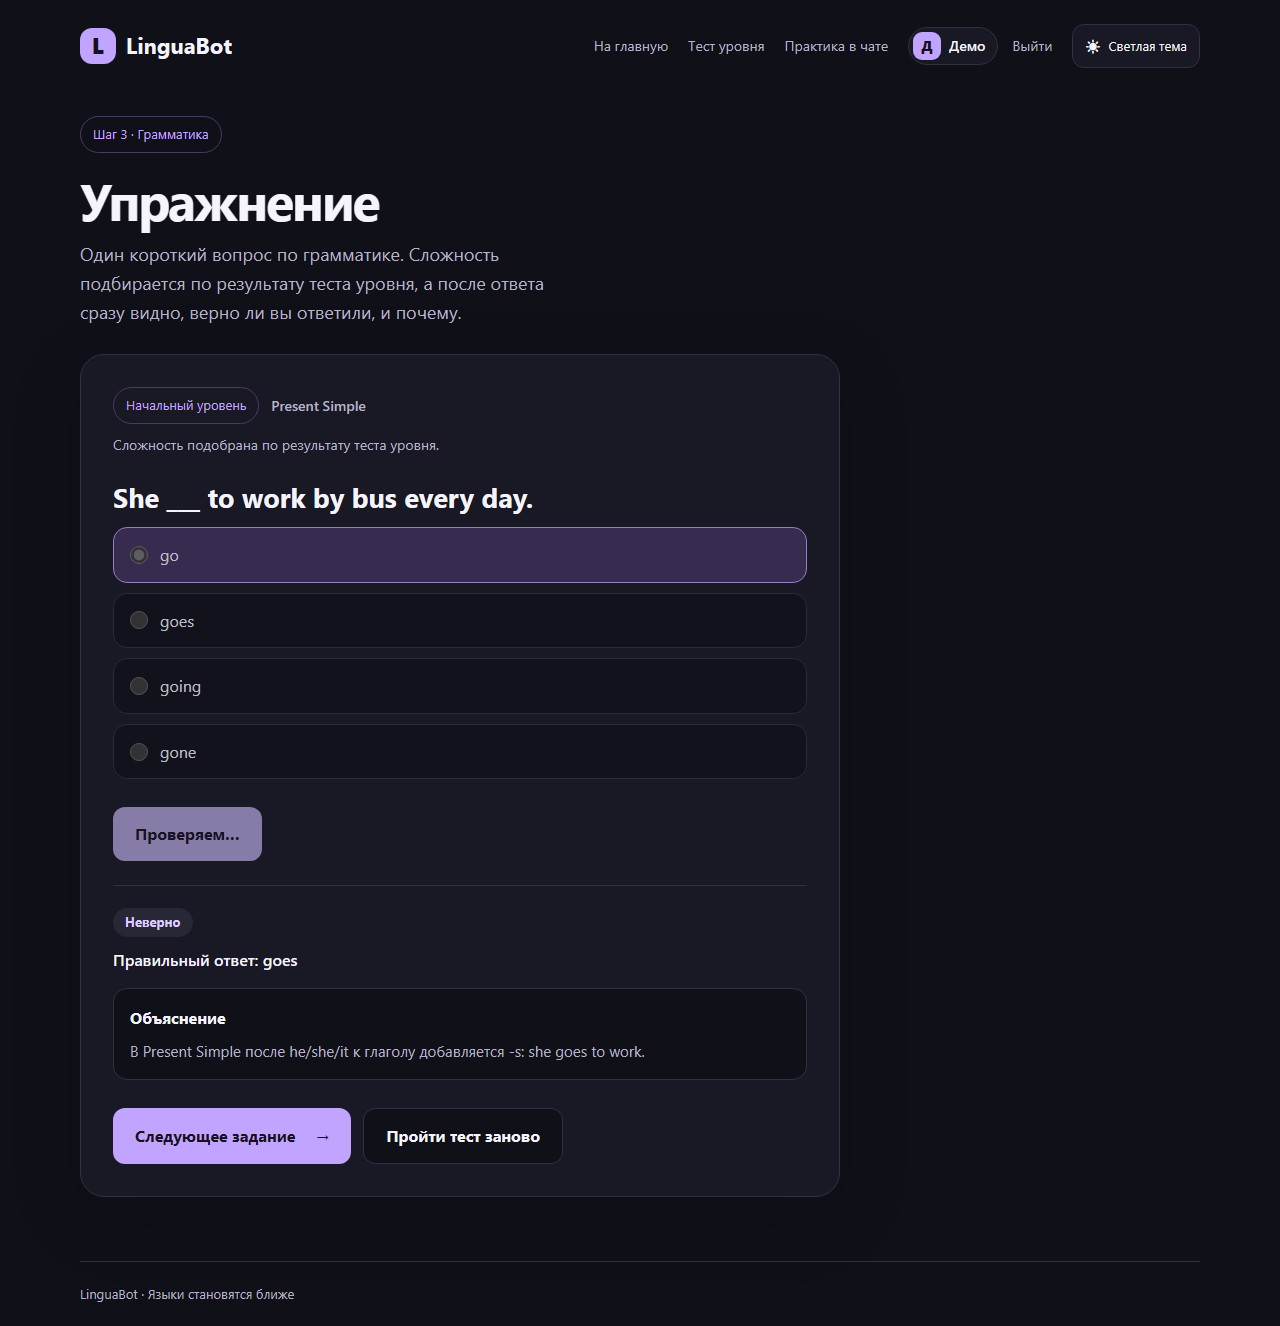 L LinguaBot
На главную Тест уровня Практика в чате Д Демо Выйти Светлая тема
Шаг 3 · Грамматика
Упражнение
Один короткий вопрос по грамматике. Сложность
подбирается по результату теста уровня, а после ответа
сразу видно, верно ли вы ответили, и почему.
Начальный уровень Present Simple
Сложность подобрана по результату теста уровня.
She ___ to work by bus every day.
go
goes
going
gone
Проверяем...
Неверно
Правильный ответ: goes
Объяснение
В Present Simple после he/she/it к глаголу добавляется -s: she goes to work.
Следующее задание → Пройти тест заново
LinguaBot · Языки становятся ближе